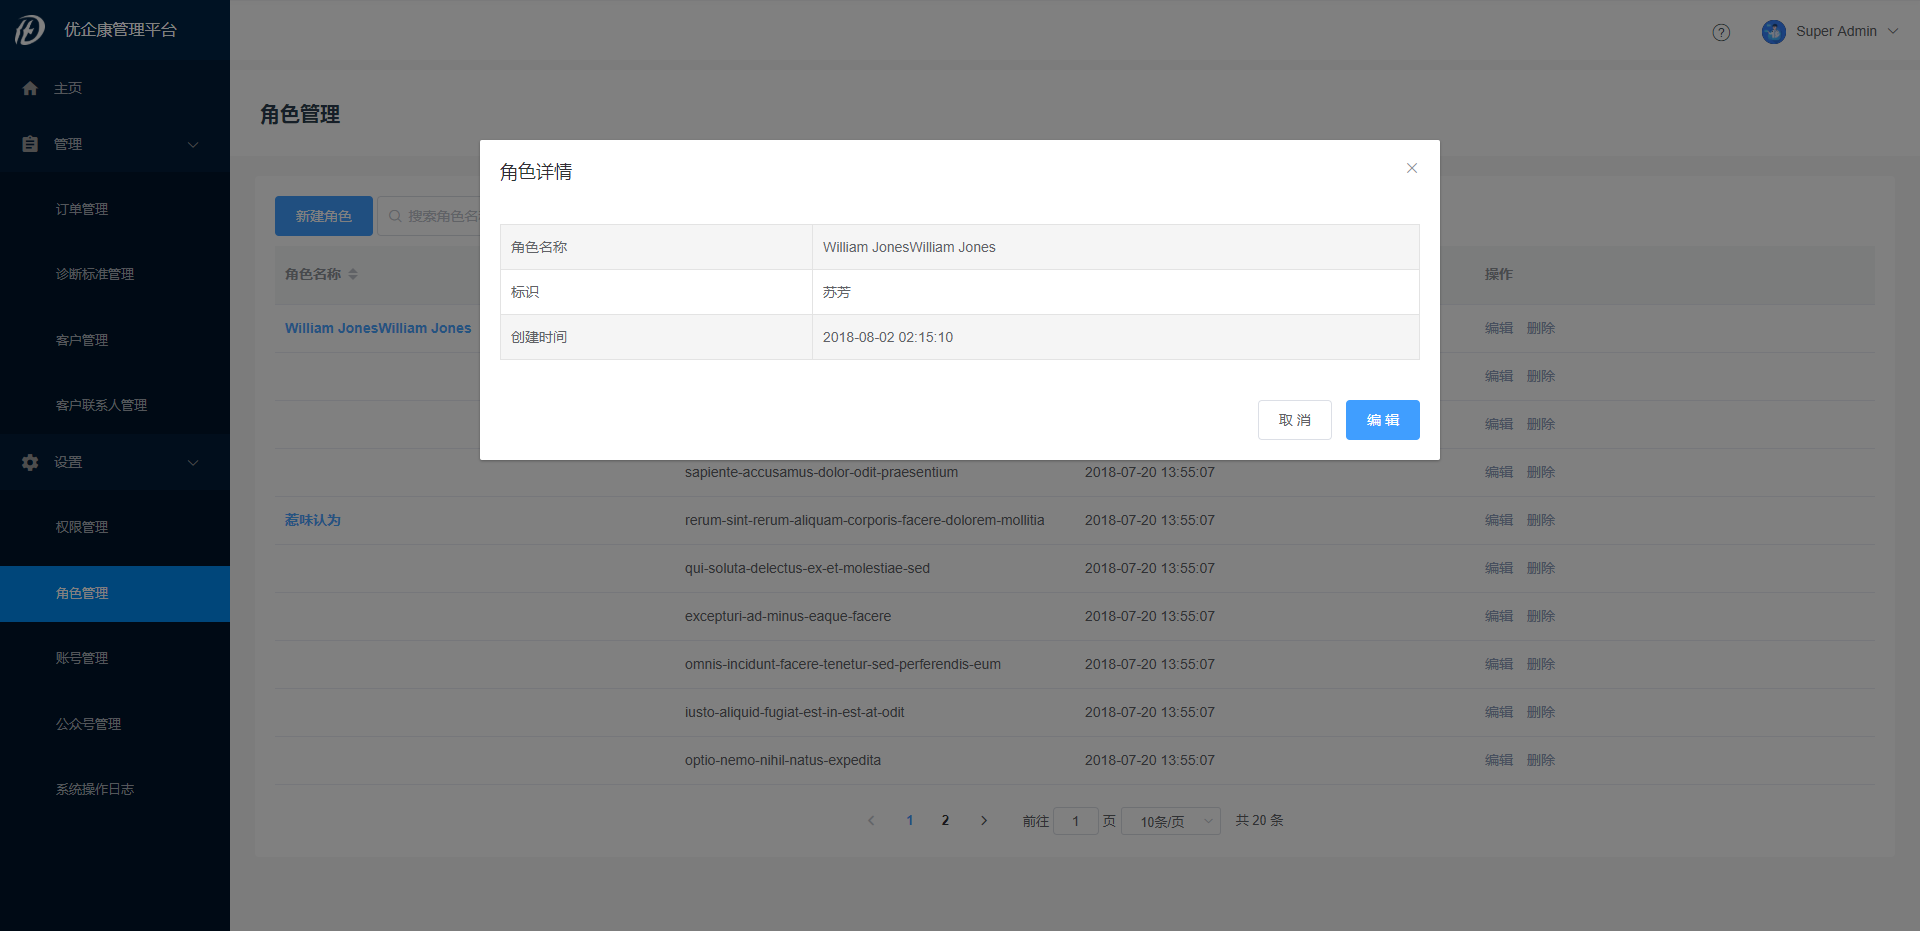 优企康管理平台
Super Admin
主页
管理
订单管理
诊断标准管理
客户管理
客户联系人管理
设置
权限管理
角色管理
账号管理
公众号管理
系统操作日志
角色管理
新建角色
搜索角色名
角色名称
操作
William JonesWilliam Jones
编辑 删除
编辑 删除
编辑 删除
sapiente-accusamus-dolor-odit-praesentium 2018-07-20 13:55:07 编辑 删除
惹味认为 rerum-sint-rerum-aliquam-corporis-facere-dolorem-mollitia 2018-07-20 13:55:07 编辑 删除
qui-soluta-delectus-ex-et-molestiae-sed 2018-07-20 13:55:07 编辑 删除
excepturi-ad-minus-eaque-facere 2018-07-20 13:55:07 编辑 删除
omnis-incidunt-facere-tenetur-sed-perferendis-eum 2018-07-20 13:55:07 编辑 删除
iusto-aliquid-fugiat-est-in-est-at-odit 2018-07-20 13:55:07 编辑 删除
optio-nemo-nihil-natus-expedita 2018-07-20 13:55:07 编辑 删除
1 2 前往 1 页 10条/页 共 20 条
角色详情
角色名称 William JonesWilliam Jones
标识 苏芳
创建时间 2018-08-02 02:15:10
取 消 编 辑